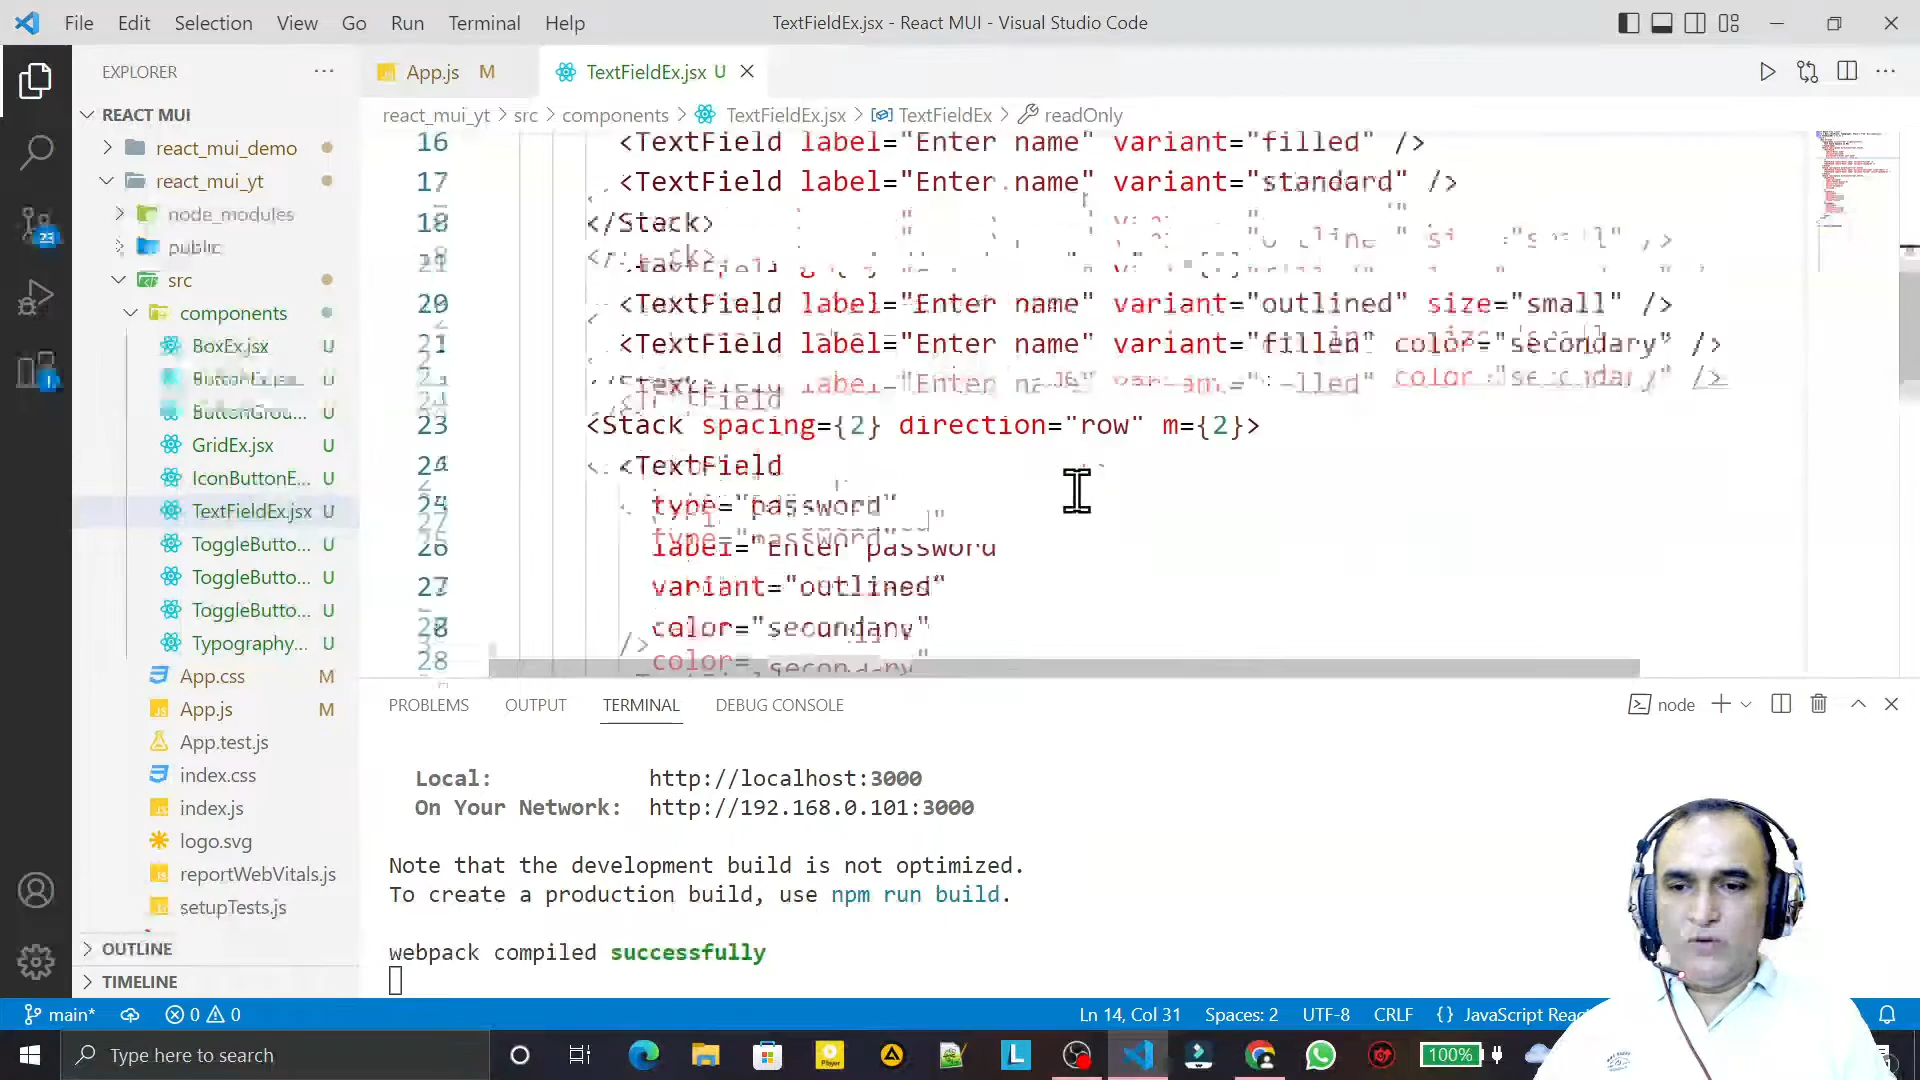 File Edit Selection View Go Run Terminal Help
TextFieldEx.jsx - React MUI - Visual Studio Code
EXPLORER
App.js M
TextFieldEx.jsx U
REACT MUI
react_mui_yt > src > components > TextFieldEx.jsx > TextFieldEx > readOnly
react_mui_demo
react_mui_yt
node_modules
public
src
components
BoxEx.jsx U
U
ButtonGrou... U
GridEx.jsx U
IconButtonE... U
TextFieldEx.jsx U
ToggleButto... U
ToggleButto... U
ToggleButto... U
Typography... U
App.css M
App.js M
App.test.js
index.css
index.js
logo.svg
reportWebVitals.js
setupTests.js
OUTLINE
TIMELINE
23
1
16 <TextField label="Enter name" variant="filled" />
17 <TextField label="Enter name" variant="standard" />
18 </Stack>
20 <TextField label="Enter name" variant="outlined" size="small" />
21 <TextField label="Enter name" variant="filled" color="secondary" />
23 <Stack spacing={2} direction="row" m={2}>
24 <TextField
type="password"
26 label="Enter password
27 variant="outlined"
28 color="secondary"
PROBLEMS OUTPUT TERMINAL DEBUG CONSOLE
node
Local: http://localhost:3000
On Your Network: http://192.168.0.101:3000
Note that the development build is not optimized.
To create a production build, use npm run build.
webpack compiled successfully
main* 0 0
Ln 14, Col 31 Spaces: 2 UTF-8 CRLF {} JavaScript Reac
Type here to search
100%